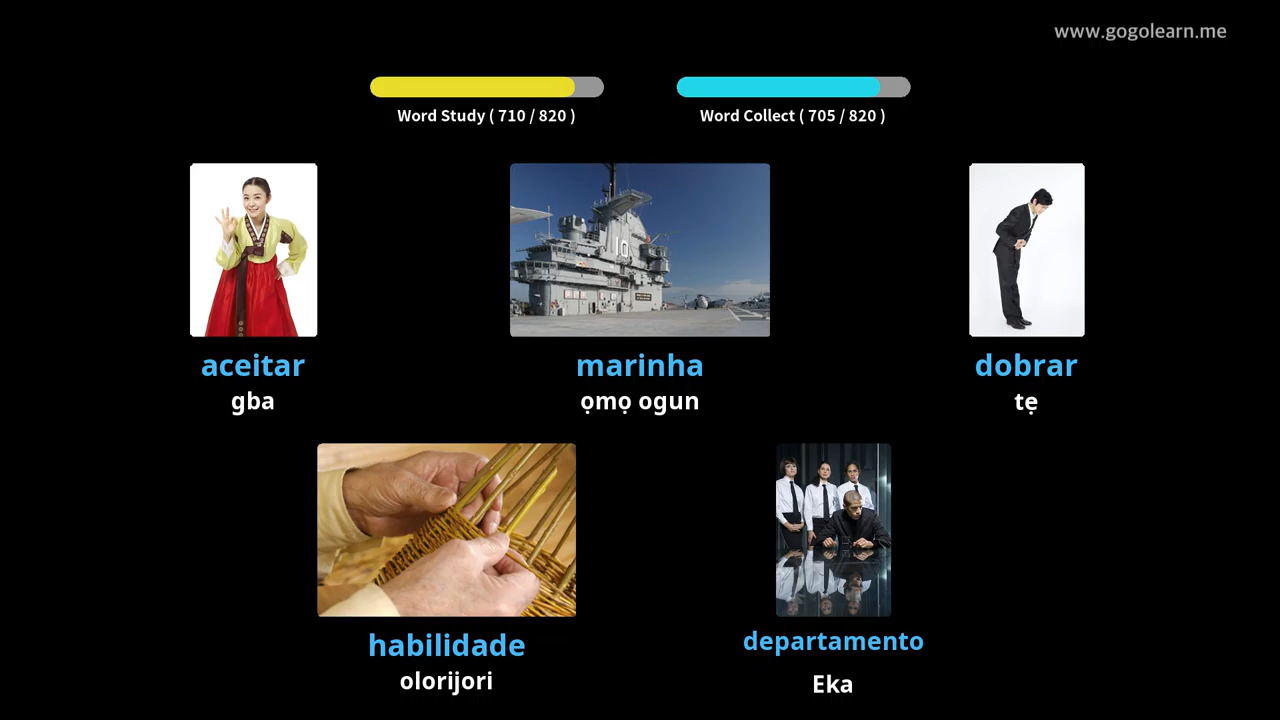 www.gogolearn.me
Word Study ( 710 / 820 )
Word Collect ( 705 / 820 )
10
aceitar
gba
marinha
ọmọ ogun
dobrar
tẹ
habilidade
olorijori
departamento
Eka